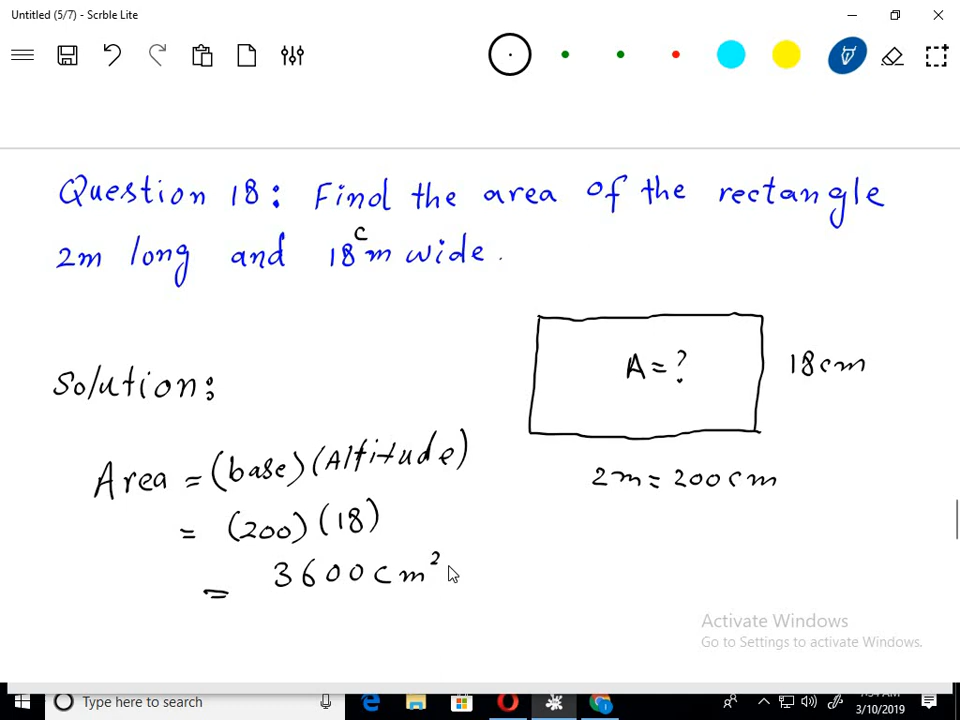 Untitled (5/7) - Scrble Lite
Question 18: Find the area of the rectangle
2m long and 18cm wide.
A = ?
18cm
Solution:
Area = (base)(Altitude)
2m = 200cm
= (200)(18)
= 3600cm²
Activate Windows
Go to Settings to activate Windows.
Type here to search
3/10/2019